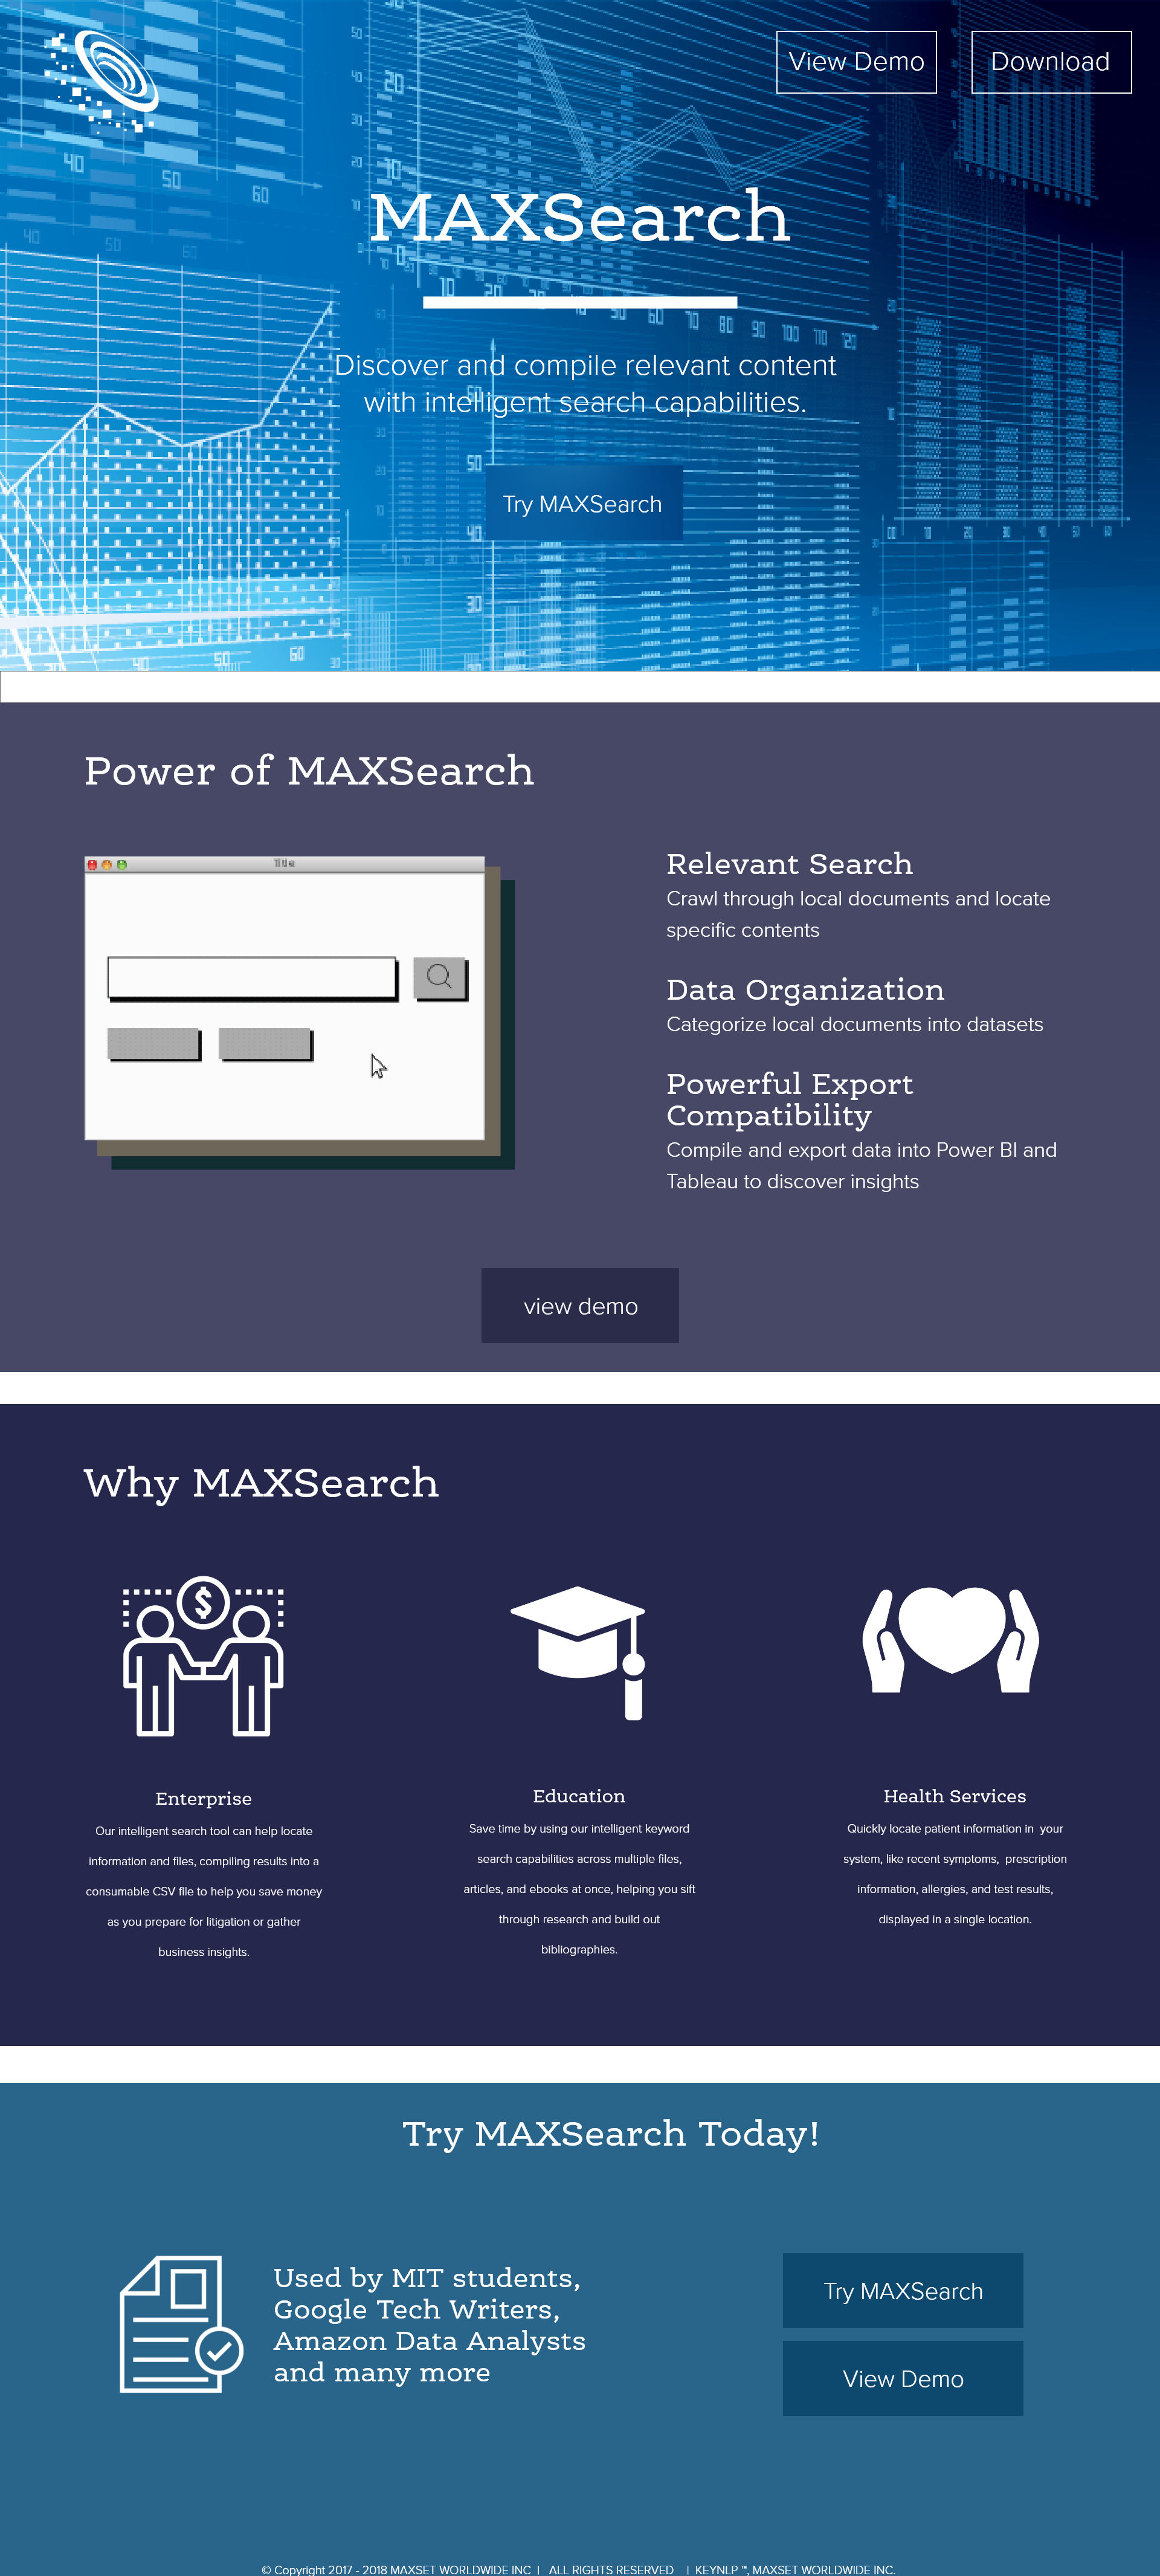 View Demo
Download
MAXSearch
Discover and compile relevant content
with intelligent search capabilities.
Try MAXSearch
Power of MAXSearch
Title
Relevant Search
Crawl through local documents and locate
specific contents
Data Organization
Categorize local documents into datasets
Powerful Export
Compatibility
Compile and export data into Power BI and
Tableau to discover insights
view demo
Why MAXSearch
$
Enterprise
Our intelligent search tool can help locate
information and files, compiling results into a
consumable CSV file to help you save money
as you prepare for litigation or gather
business insights.
Education
Save time by using our intelligent keyword
search capabilities across multiple files,
articles, and ebooks at once, helping you sift
through research and build out
bibliographies.
Health Services
Quickly locate patient information in your
system, like recent symptoms, prescription
information, allergies, and test results,
displayed in a single location.
Try MAXSearch Today!
Used by MIT students,
Google Tech Writers,
Amazon Data Analysts
and many more
Try MAXSearch
View Demo
© Copyright 2017 - 2018 MAXSET WORLDWIDE INC | ALL RIGHTS RESERVED | KEYNLP ™, MAXSET WORLDWIDE INC.